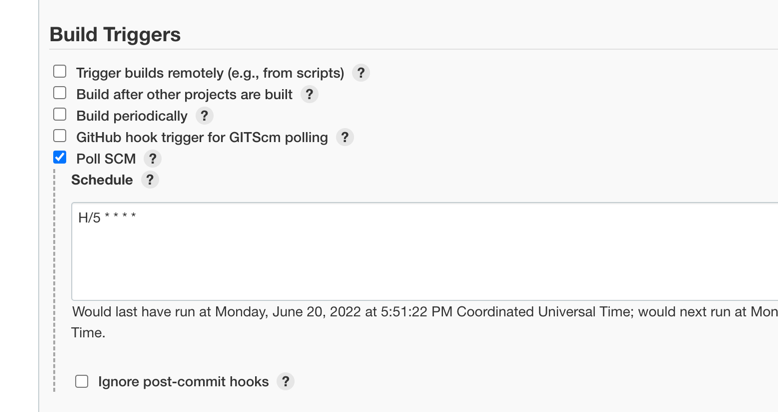 Build Triggers
Trigger builds remotely (e.g., from scripts) ?
Build after other projects are built ?
Build periodically ?
GitHub hook trigger for GITScm polling ?
Poll SCM ?
Schedule ?
H/5 * * * *
Would last have run at Monday, June 20, 2022 at 5:51:22 PM Coordinated Universal Time; would next run at Mon
Time.
Ignore post-commit hooks ?